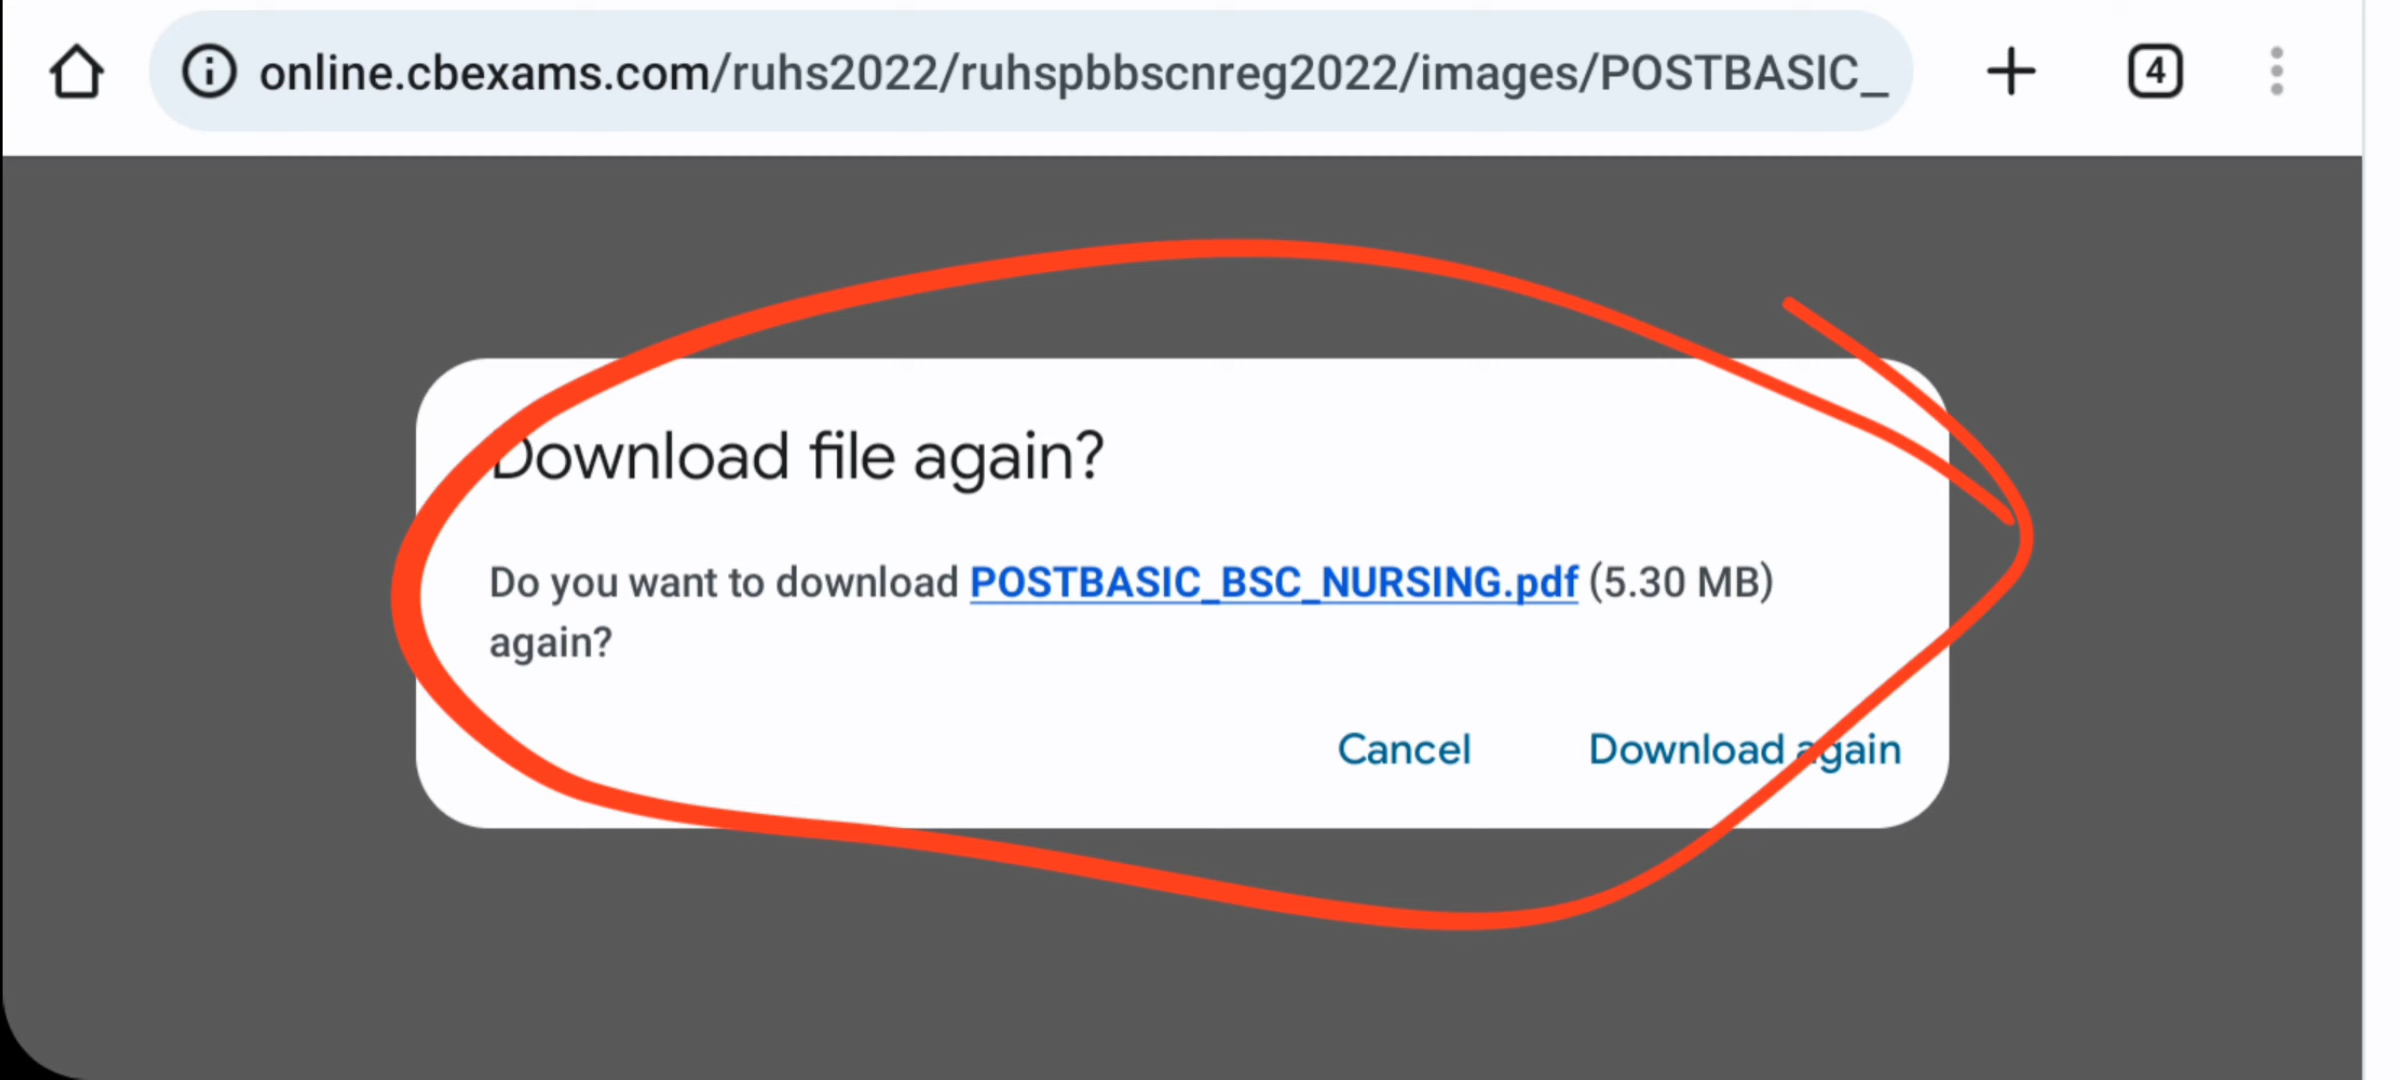 online.cbexams.com/ruhs2022/ruhspbbscnreg2022/images/POSTBASIC_
4
Download file again?
Do you want to download POSTBASIC_BSC_NURSING.pdf (5.30 MB)
again?
Cancel
Download again